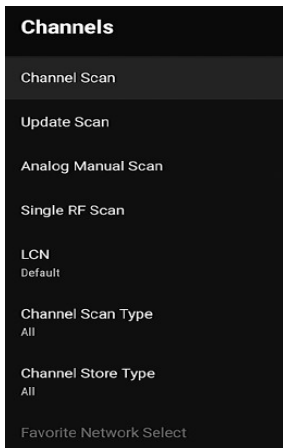 Channels
Channel Scan
Update Scan
Analog Manual Scan
Single RF Scan
LCN
Default
Channel Scan Type
All
Channel Store Type
All
Favorite Network Select